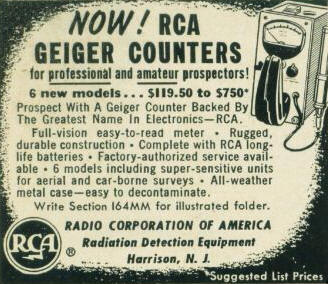 NOW! RCA
GEIGER COUNTERS
for professional and amateur prospectors!
6 new models...$119.50 to $750*
Prospect With A Geiger Counter Backed By
The Greatest Name In Electronics—RCA.
Full-vision easy-to-read meter • Rugged,
durable construction • Complete with RCA long-
life batteries • Factory-authorized service avail-
able • 6 models including super-sensitive units
for aerial and car-borne surveys • All-weather
metal case—easy to decontaminate.
Write Section 164MM for illustrated folder.
RADIO CORPORATION OF AMERICA
Radiation Detection Equipment
Harrison, N. J.
RCA
®
*Suggested List Prices